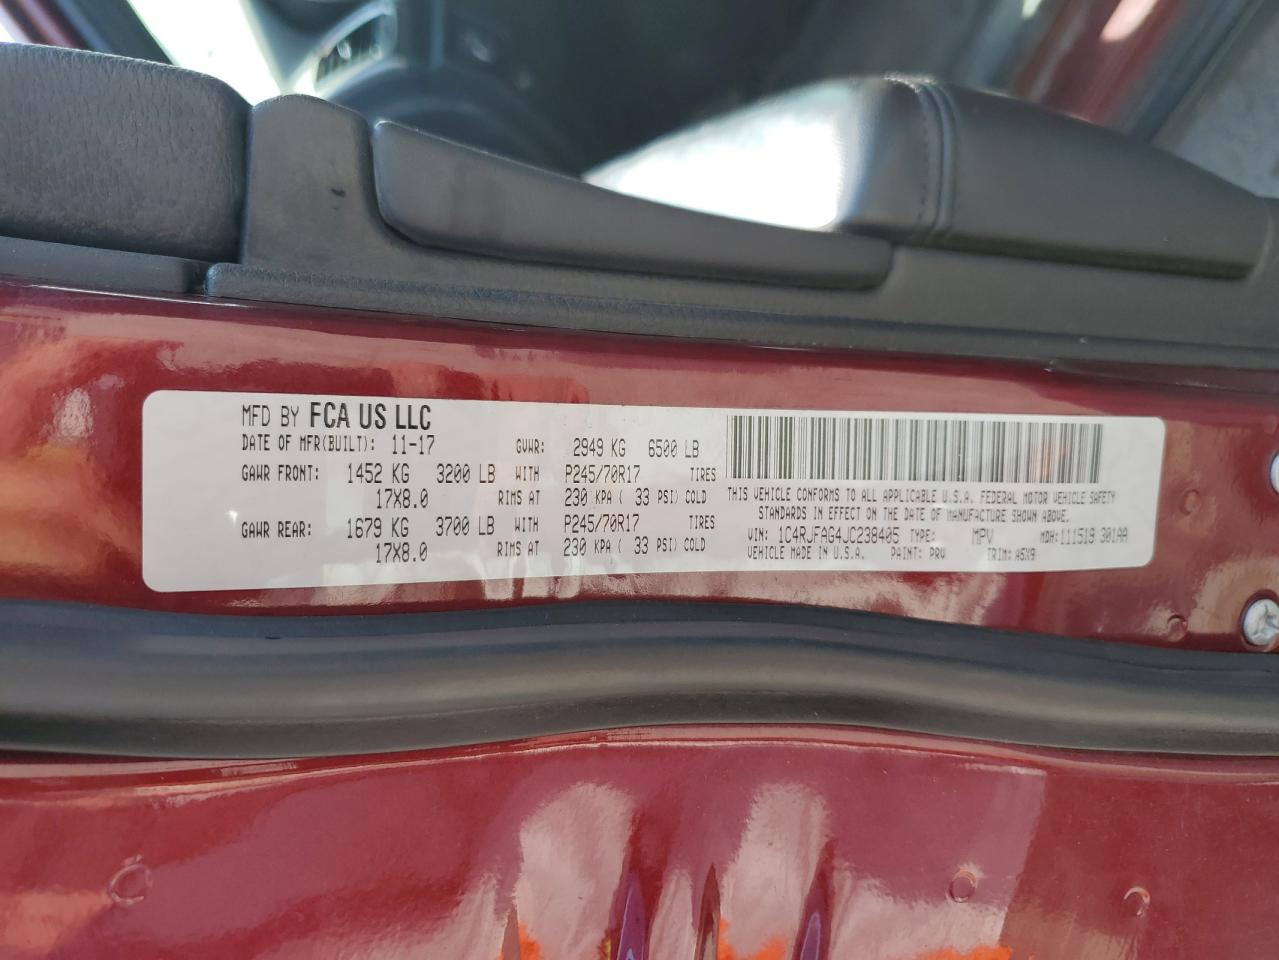 MFD BY FCA US LLC
DATE OF MFR(BUILT): 11-17 GVWR: 2949 KG 6500 LB
GAWR FRONT: 1452 KG 3200 LB WITH P245/70R17 TIRES
17X8.0 RIMS AT 230 KPA ( 33 PSI) COLD
GAWR REAR: 1679 KG 3700 LB WITH P245/70R17 TIRES
17X8.0 RIMS AT 230 KPA ( 33 PSI) COLD
THIS VEHICLE CONFORMS TO ALL APPLICABLE U.S.A. FEDERAL MOTOR VEHICLE SAFETY
STANDARDS IN EFFECT ON THE DATE OF MANUFACTURE SHOWN ABOVE.
VIN: 1C4RJFAG4JC238405 TYPE: MPV MDH: 111519 301AA
VEHICLE MADE IN U.S.A. PAINT: PRV TRIM: A5X9